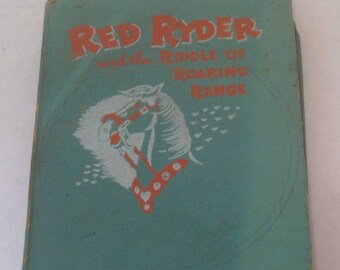 RED RYDER
and the RIDDLE OF
ROARING
RANGE